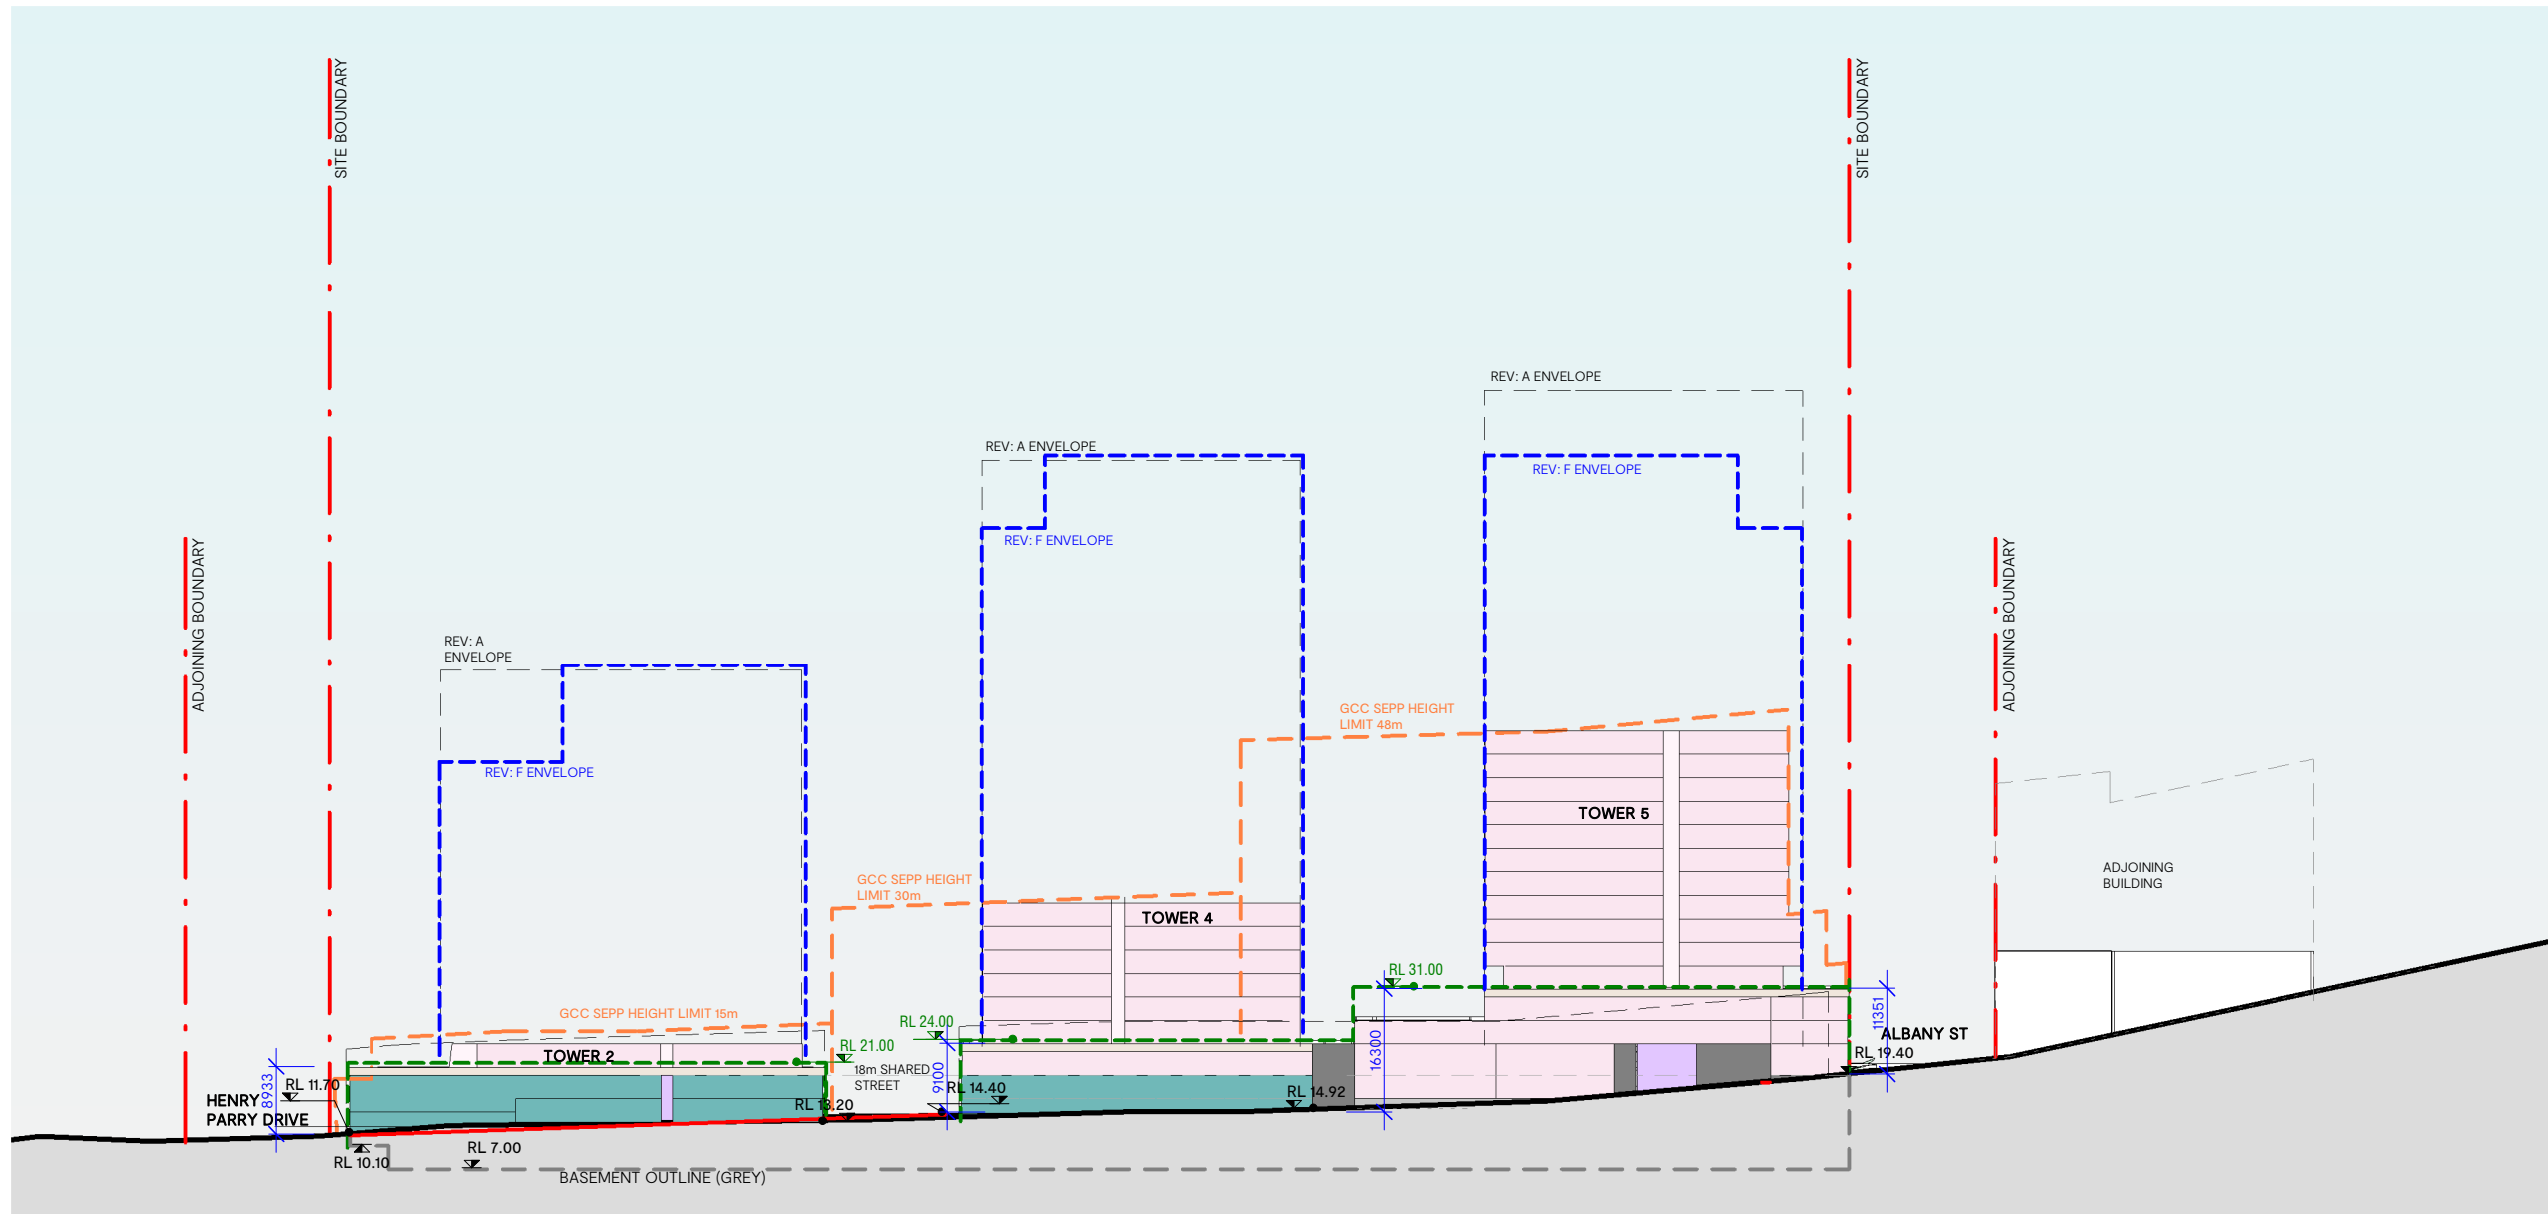 SITE BOUNDARY
SITE BOUNDARY
REV: A ENVELOPE
REV: A ENVELOPE
REV: F ENVELOPE
REV: F ENVELOPE
ADJOINING BOUNDARY
ADJOINING BOUNDARY
REV: A
ENVELOPE
REV: F ENVELOPE
GCC SEPP HEIGHT
LIMIT 48m
TOWER 5
GCC SEPP HEIGHT
LIMIT 30m
TOWER 4
ADJOINING
BUILDING
RL 31.00
GCC SEPP HEIGHT LIMIT 15m
RL 24.00
11351
ALBANY ST
RL 19.40
TOWER 2
RL 21.00
18m SHARED
STREET
16300
9100
8933
RL 11.70
RL 14.40
RL 14.92
HENRY
PARRY DRIVE
RL 13.20
RL 10.10
RL 7.00
BASEMENT OUTLINE (GREY)